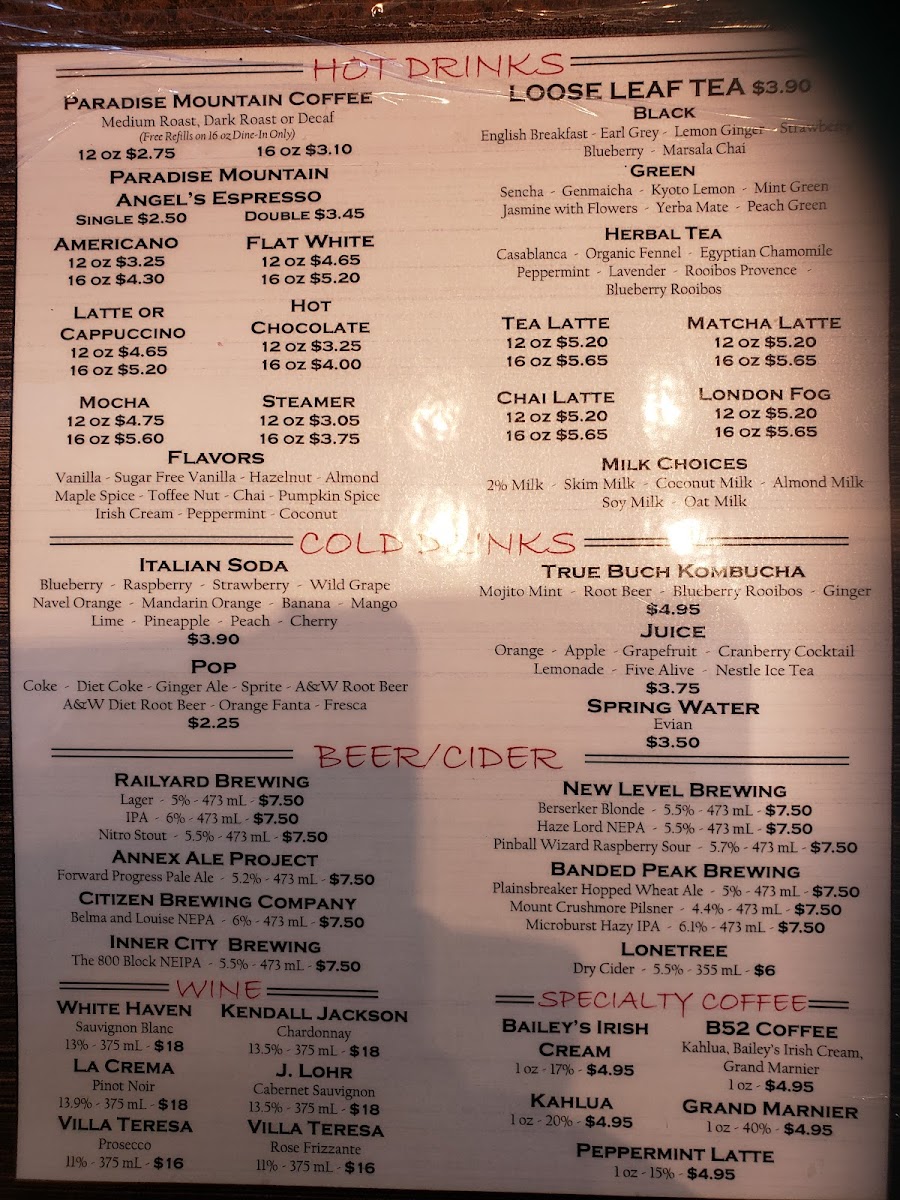 HOT DRINKS
PARADISE MOUNTAIN COFFEE
Medium Roast, Dark Roast or Decaf
(Free Refills on 16 oz Dine-In Only)
12 oz $2.75 16 oz $3.10
PARADISE MOUNTAIN
ANGEL'S ESPRESSO
SINGLE $2.50 DOUBLE $3.45
AMERICANO
12 oz $3.25
16 oz $4.30
FLAT WHITE
12 oz $4.65
16 oz $5.20
LATTE OR
CAPPUCCINO
12 oz $4.65
16 oz $5.20
HOT
CHOCOLATE
12 oz $3.25
16 oz $4.00
MOCHA
12 oz $4.75
16 oz $5.60
STEAMER
12 oz $3.05
16 oz $3.75
FLAVORS
Vanilla - Sugar Free Vanilla - Hazelnut - Almond
Maple Spice - Toffee Nut - Chai - Pumpkin Spice
Irish Cream - Peppermint - Coconut
LOOSE LEAF TEA $3.90
BLACK
English Breakfast - Earl Grey - Lemon Ginger - Strawberry
Blueberry - Marsala Chai
GREEN
Sencha - Genmaicha - Kyoto Lemon - Mint Green
Jasmine with Flowers - Yerba Mate - Peach Green
HERBAL TEA
Casablanca - Organic Fennel - Egyptian Chamomile
Peppermint - Lavender - Rooibos Provence -
Blueberry Rooibos
TEA LATTE
12 oz $5.20
16 oz $5.65
MATCHA LATTE
12 oz $5.20
16 oz $5.65
CHAI LATTE
12 oz $5.20
16 oz $5.65
LONDON FOG
12 oz $5.20
16 oz $5.65
MILK CHOICES
2% Milk - Skim Milk - Coconut Milk - Almond Milk
Soy Milk - Oat Milk
COLD DRINKS
ITALIAN SODA
Blueberry - Raspberry - Strawberry - Wild Grape
Navel Orange - Mandarin Orange - Banana - Mango
Lime - Pineapple - Peach - Cherry
$3.90
POP
Coke - Diet Coke - Ginger Ale - Sprite - A&W Root Beer
A&W Diet Root Beer - Orange Fanta - Fresca
$2.25
TRUE BUCH KOMBUCHA
Mojito Mint - Root Beer - Blueberry Rooibos - Ginger
$4.95
JUICE
Orange - Apple - Grapefruit - Cranberry Cocktail
Lemonade - Five Alive - Nestle Ice Tea
$3.75
SPRING WATER
Evian
$3.50
BEER/CIDER
RAILYARD BREWING
Lager - 5% - 473 mL - $7.50
IPA - 6% - 473 mL - $7.50
Nitro Stout - 5.5% - 473 mL - $7.50
ANNEX ALE PROJECT
Forward Progress Pale Ale - 5.2% - 473 mL - $7.50
CITIZEN BREWING COMPANY
Belma and Louise NEPA - 6% - 473 mL - $7.50
INNER CITY BREWING
The 800 Block NEIPA - 5.5% - 473 mL - $7.50
NEW LEVEL BREWING
Berserker Blonde - 5.5% - 473 mL - $7.50
Haze Lord NEPA - 5.5% - 473 mL - $7.50
Pinball Wizard Raspberry Sour - 5.7% - 473 mL - $7.50
BANDED PEAK BREWING
Plainsbreaker Hopped Wheat Ale - 5% - 473 mL - $7.50
Mount Crushmore Pilsner - 4.4% - 473 mL - $7.50
Microburst Hazy IPA - 6.1% - 473 mL - $7.50
LONETREE
Dry Cider - 5.5% - 355 mL - $6
WINE
WHITE HAVEN
Sauvignon Blanc
13% - 375 mL - $18
KENDALL JACKSON
Chardonnay
13.5% - 375 mL - $18
LA CREMA
Pinot Noir
13.9% - 375 mL - $18
J. LOHR
Cabernet Sauvignon
13.5% - 375 mL - $18
VILLA TERESA
Prosecco
11% - 375 mL - $16
VILLA TERESA
Rose Frizzante
11% - 375 mL - $16
SPECIALTY COFFEE
BAILEY'S IRISH
CREAM
1 oz - 17% - $4.95
B52 COFFEE
Kahlua, Bailey's Irish Cream,
Grand Marnier
1 oz - $4.95
KAHLUA
1 oz - 20% - $4.95
GRAND MARNIER
1 oz - 40% - $4.95
PEPPERMINT LATTE
1 oz - 15% - $4.95